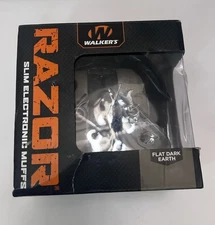 WALKER'S
RAZOR
SLIM ELECTRONIC MUFFS
FLAT DARK
EARTH